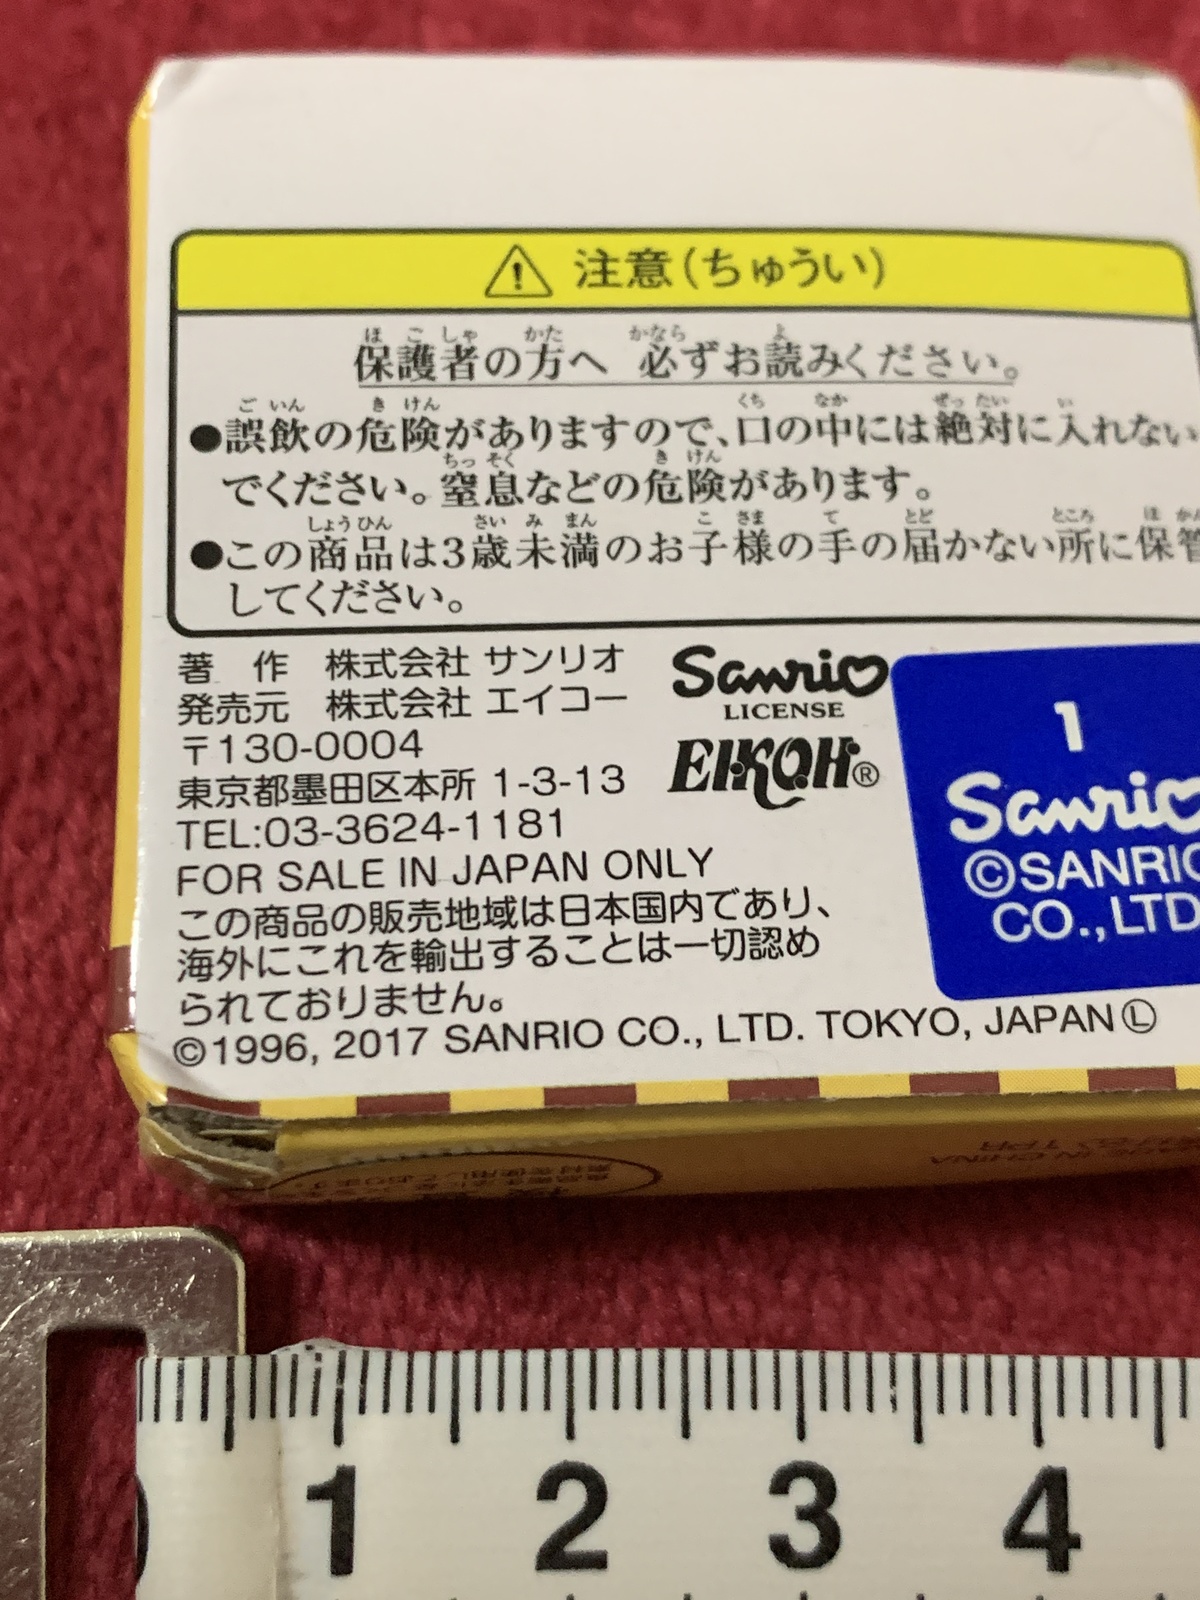 注意(ちゅうい)
保護者の方へ 必ずお読みください。
●誤飲の危険がありますので、口の中には絶対に入れない
でください。窒息などの危険があります。
●この商品は3歳未満のお子様の手の届かない所に保管
してください。
著 作 株式会社 サンリオ
発売元 株式会社 エイコー
〒130-0004
東京都墨田区本所 1-3-13
TEL:03-3624-1181
FOR SALE IN JAPAN ONLY
この商品の販売地域は日本国内であり、
海外にこれを輸出することは一切認め
られておりません。
©1996, 2017 SANRIO CO., LTD. TOKYO, JAPAN Ⓛ
Sanrio
LICENSE
EIKOH®
1
Sanrio
©SANRIO
CO., LTD
MADE IN CHINA
1 2 3 4